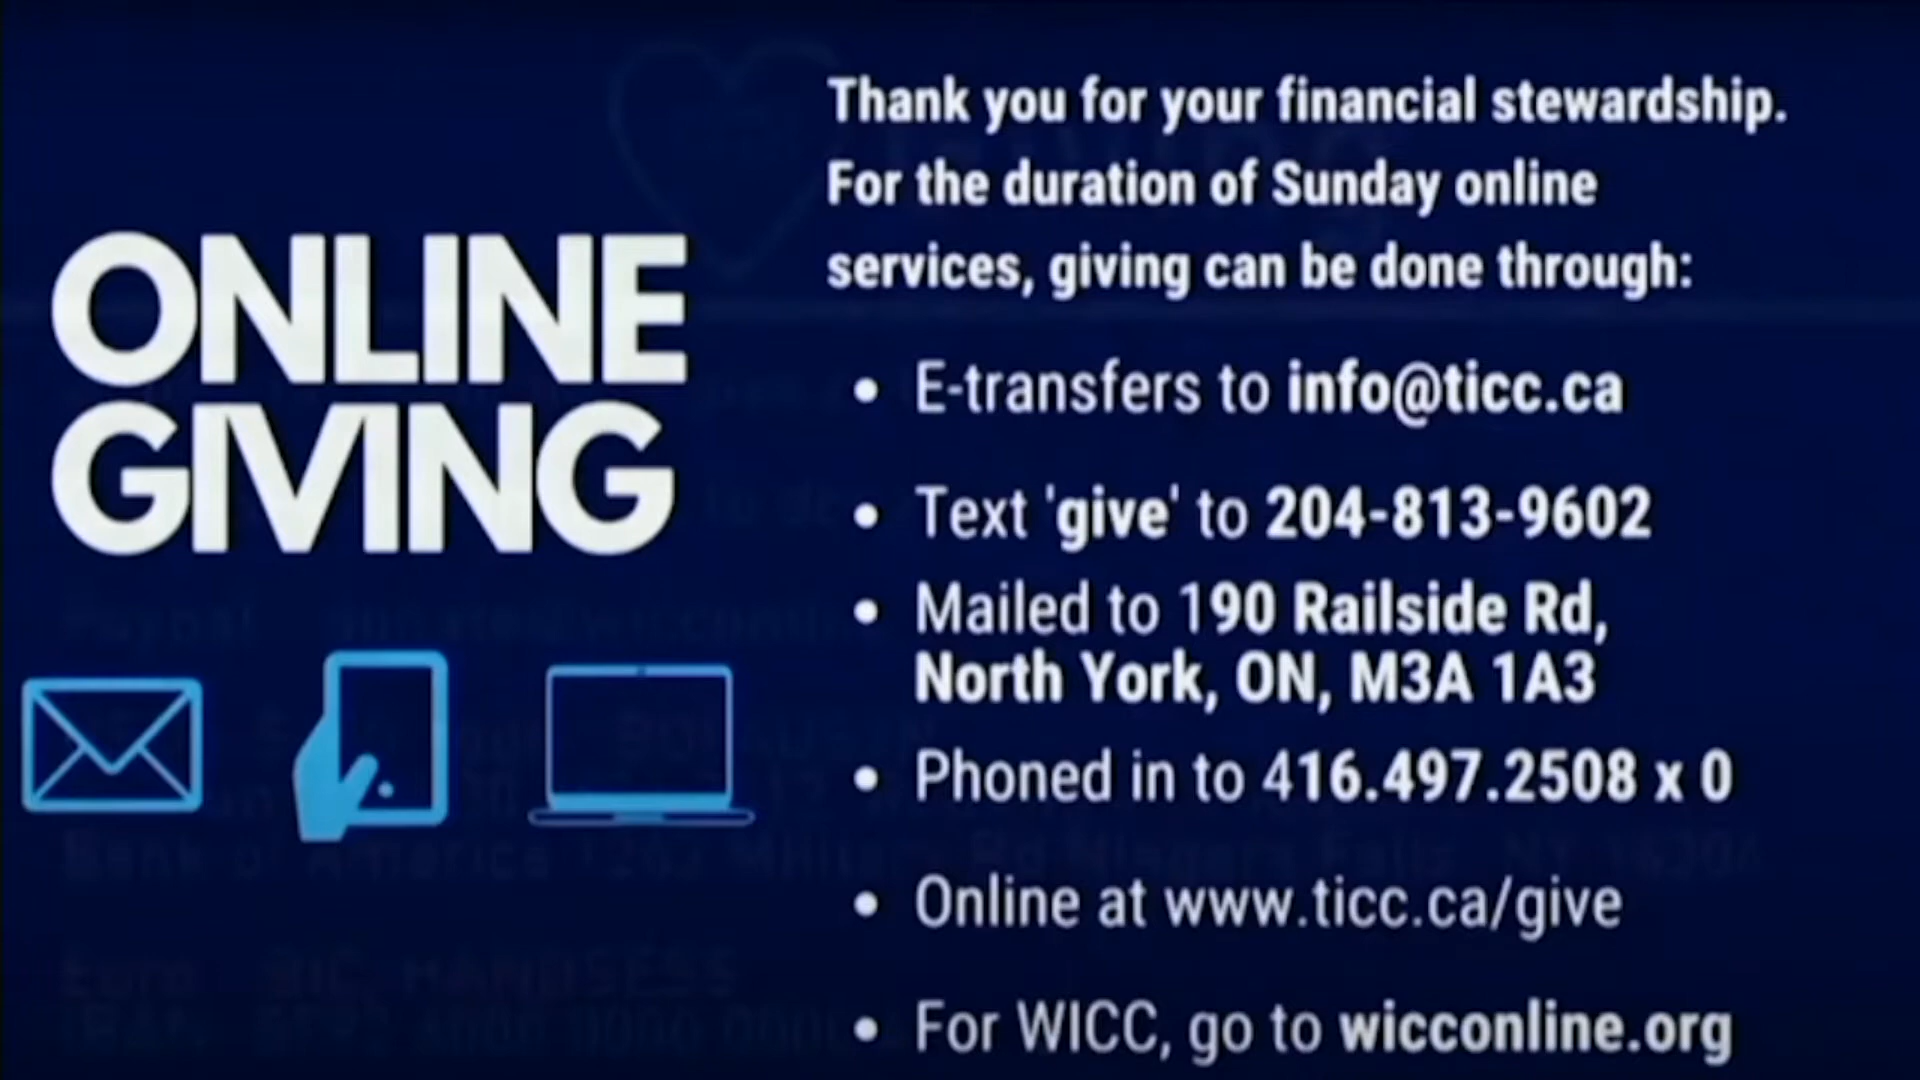 ONLINE
GIVING
Thank you for your financial stewardship.
For the duration of Sunday online
services, giving can be done through:
• E-transfers to info@ticc.ca
• Text 'give' to 204-813-9602
• Mailed to 190 Railside Rd,
North York, ON, M3A 1A3
• Phoned in to 416.497.2508 x 0
• Online at www.ticc.ca/give
• For WICC, go to wicconline.org